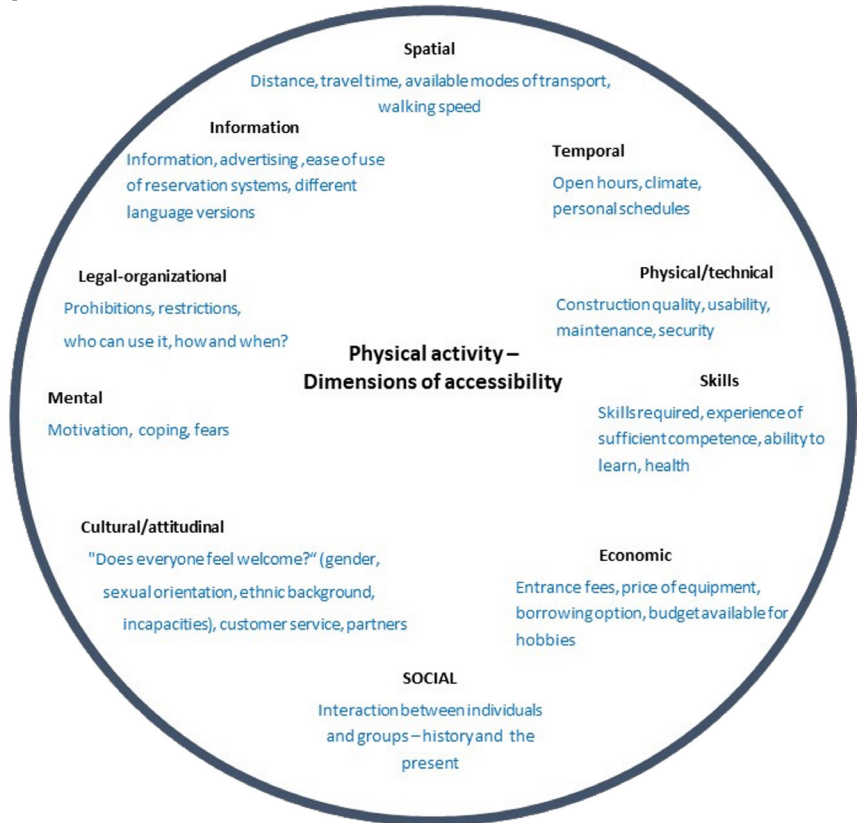 Spatial
Distance, travel time, available modes of transport,
walking speed
Information
Information, advertising ,ease of use
of reservation systems, different
language versions
Temporal
Open hours, climate,
personal schedules
Legal-organizational
Prohibitions, restrictions,
who can use it, how and when?
Physical/technical
Construction quality, usability,
maintenance, security
Physical activity –
Dimensions of accessibility
Mental
Motivation, coping, fears
Skills
Skills required, experience of
sufficient competence, ability to
learn, health
Cultural/attitudinal
"Does everyone feel welcome?“ (gender,
sexual orientation, ethnic background,
incapacities), customer service, partners
Economic
Entrance fees, price of equipment,
borrowing option, budget available for
hobbies
SOCIAL
Interaction between individuals
and groups – history and the
present